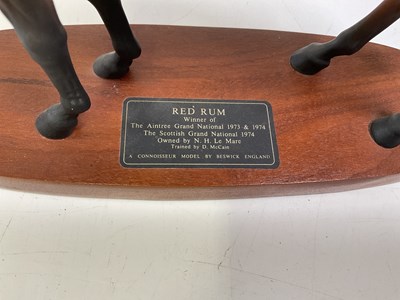 RED RUM
Winner of
The Aintree Grand National 1973 & 1974
The Scottish Grand National 1974
Owned by N. H. Le Mare
Trained by D. McCain
A CONNOISSEUR MODEL BY BESWICK ENGLAND